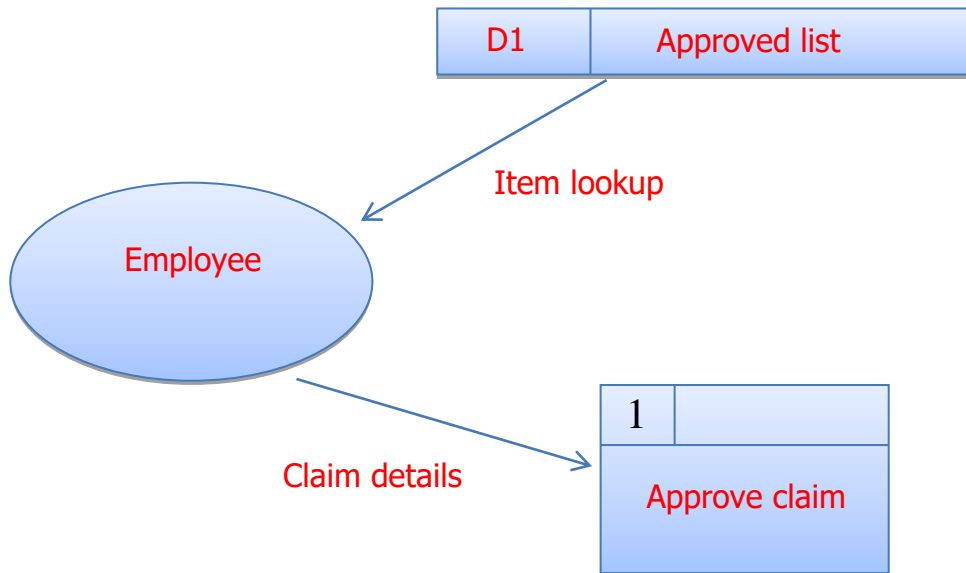 D1
Approved list
Item lookup
Employee
Claim details
1
Approve claim